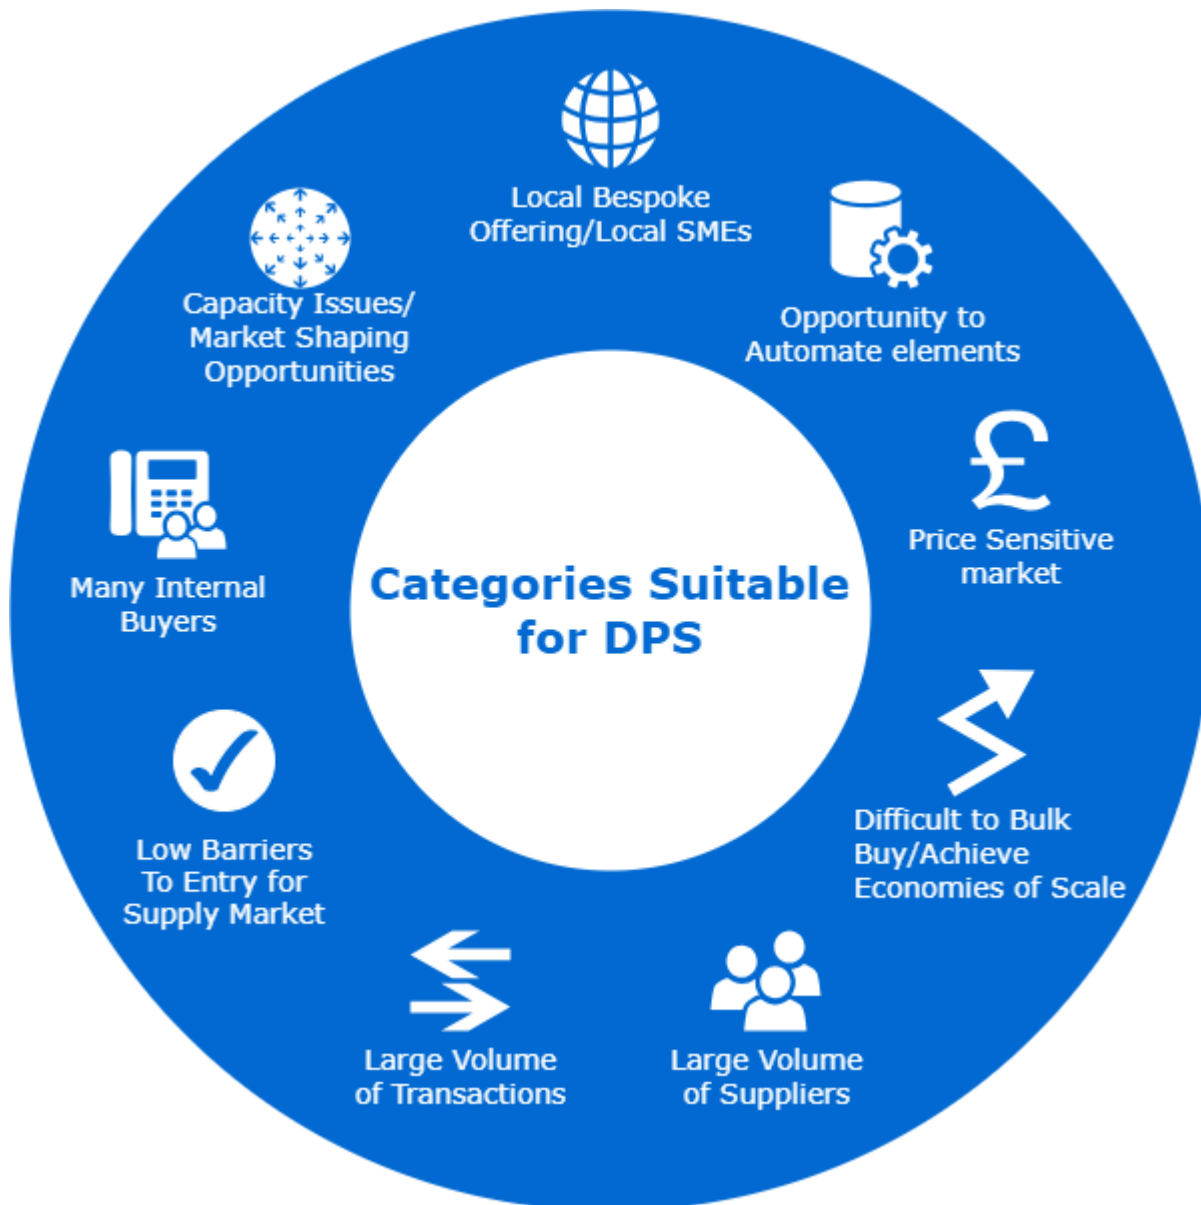 Local Bespoke
Offering/Local SMEs
Opportunity to
Automate elements
£
Price Sensitive
market
Difficult to Bulk
Buy/Achieve
Economies of Scale
Large Volume
of Suppliers
Large Volume
of Transactions
Low Barriers
To Entry for
Supply Market
Many Internal
Buyers
Capacity Issues/
Market Shaping
Opportunities
Categories Suitable
for DPS